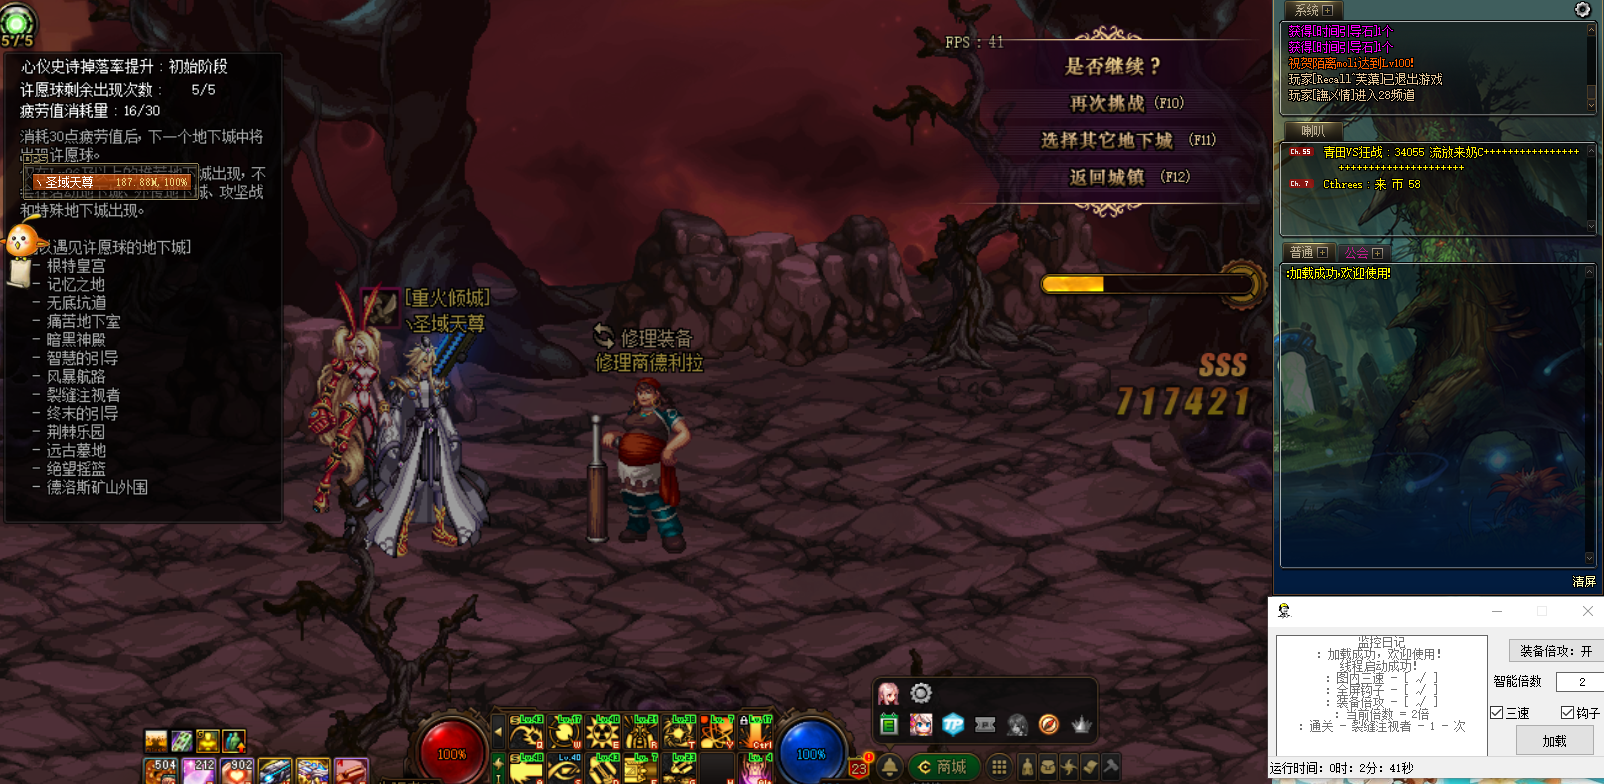 5/5
心仪史诗掉落率提升：初始阶段
许愿球剩余出现次数： 5/5
疲劳值消耗量：16/30
消耗30点疲劳值后, 下一个地下城中将
出现许愿球。
圣域天尊 187.88W,100%
和特殊地下城出现。
遇见许愿球的地下城]
- 根特皇宫
- 记忆之地
- 无底坑道
- 痛苦地下室
- 暗黑神殿
- 智慧的引导
- 风暴航路
- 裂缝注视者
- 终末的引导
- 荆棘乐园
- 远古墓地
- 绝望摇篮
- 德洛斯矿山外围
[重火倾城]
丶圣域天尊
修理装备
修理商德利拉
FPS : 41
是否继续？
再次挑战 (F10)
选择其它地下城 (F11)
返回城镇 (F12)
SSS
717421
系统
获得[时间引导石]1个
获得[时间引导石]1个
祝贺陌离moli达到Lv100!
玩家[Recall^芙蕖]已退出游戏
玩家[譕乄情]进入28频道
喇叭
Ch.55 青田VS狂战：34055 流放来奶C++++++++++++++++
+++++++++++++++++++++
Ch.7 Cthrees：来 币 58
普通 公会
:加载成功,欢迎使用!
清屏
监控日记
: 加载成功, 欢迎使用!
线程启动成功!
: 图内三速 - [ √ ]
: 全屏钩子 - [ √ ]
: 装备倍攻 - [ √ ]
: 当前倍数 = 2倍
: 通关 - 裂缝注视者 - 1 - 次
装备倍攻: 开
智能倍数 2
三速 钩子
加载
运行时间: 0时: 2分: 41秒
100%
100%
504 212 902
TP
23
商城